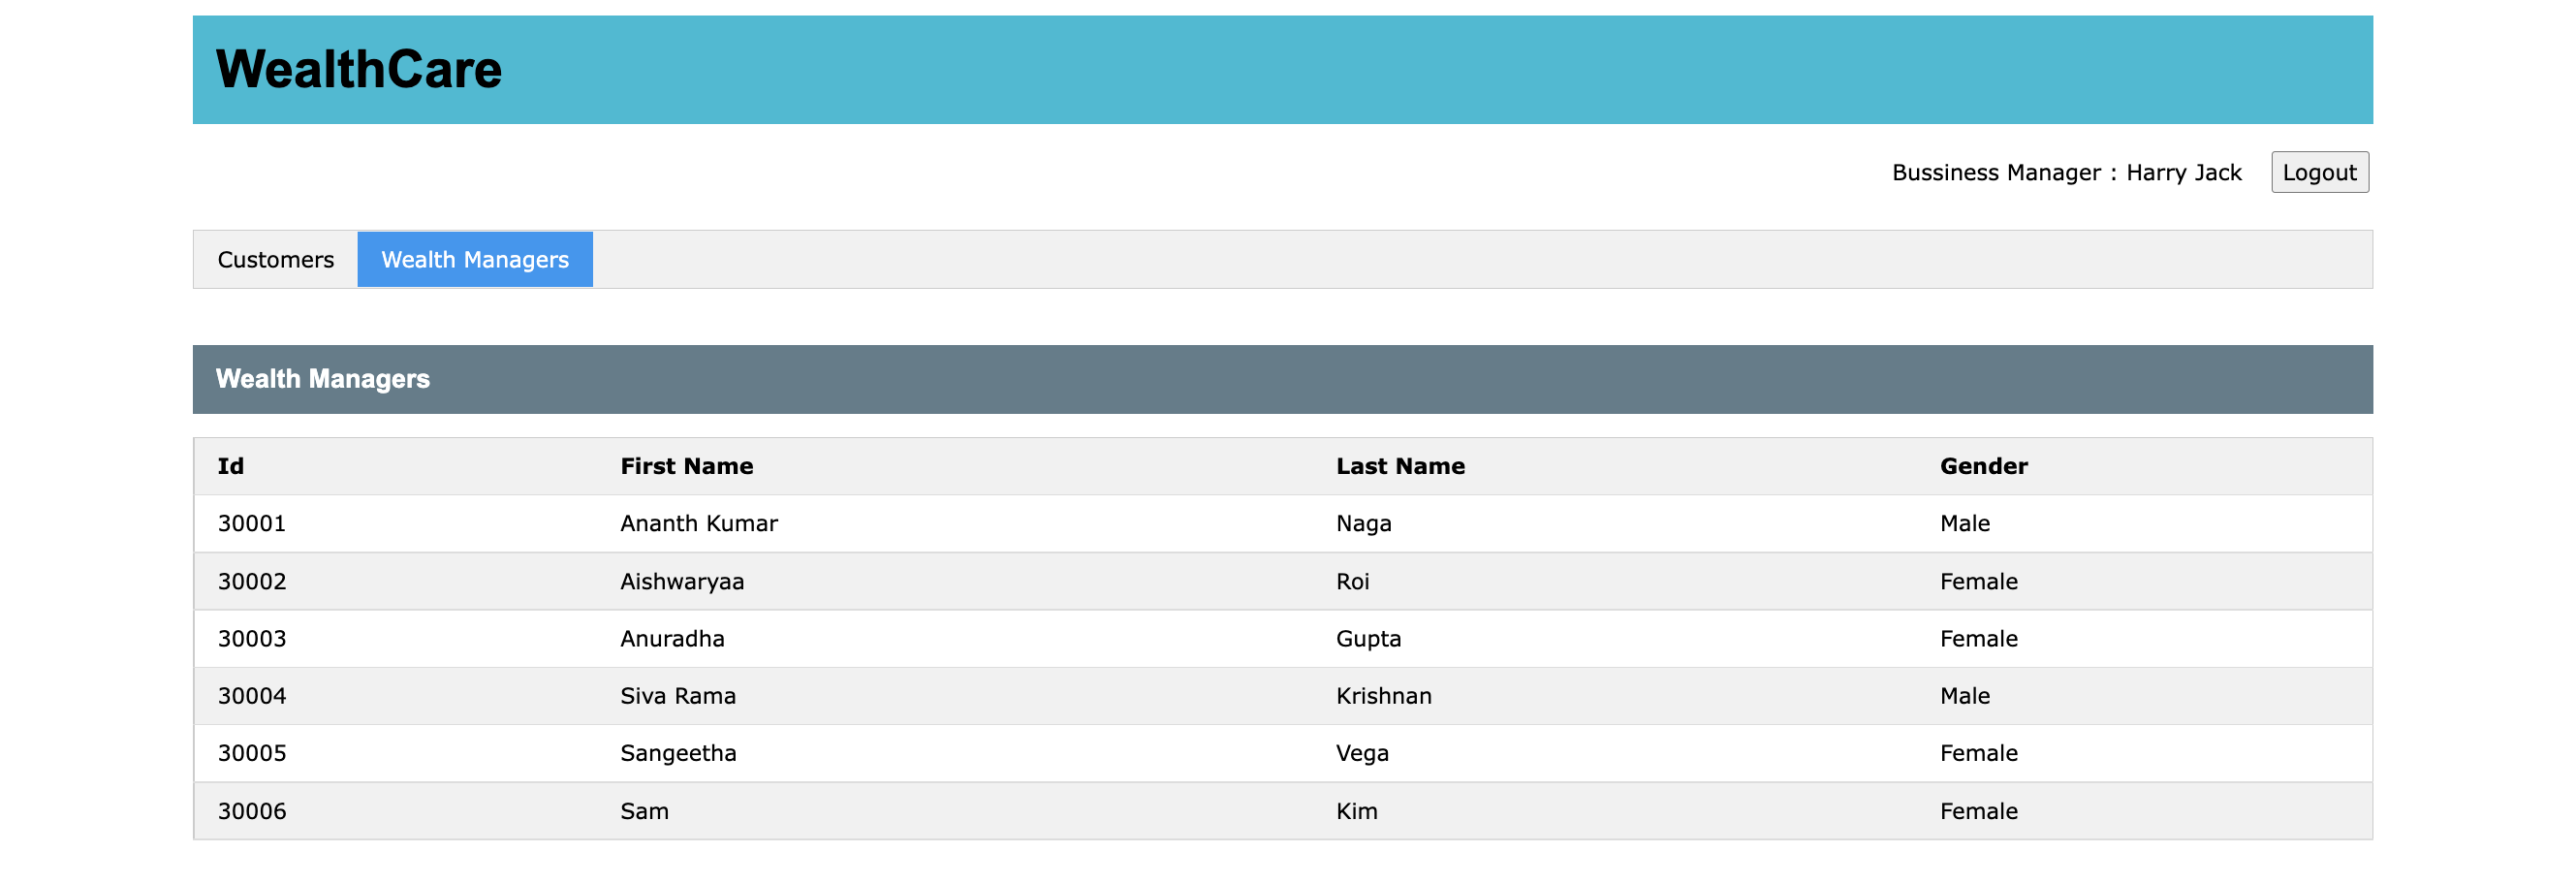 WealthCare
Bussiness Manager : Harry Jack Logout
Customers Wealth Managers
Wealth Managers
Id First Name Last Name Gender
30001 Ananth Kumar Naga Male
30002 Aishwaryaa Roi Female
30003 Anuradha Gupta Female
30004 Siva Rama Krishnan Male
30005 Sangeetha Vega Female
30006 Sam Kim Female